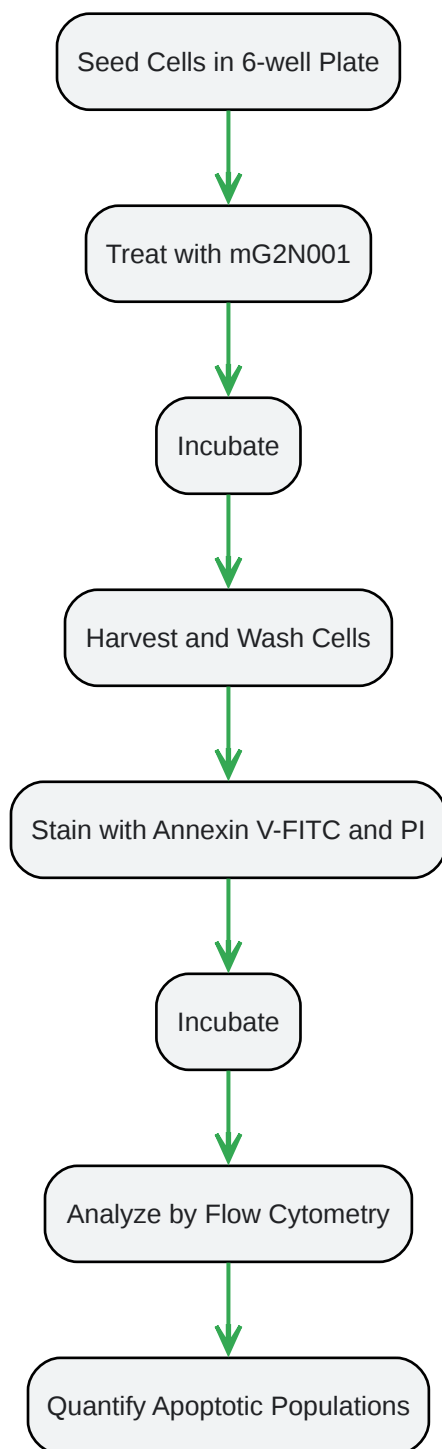 Seed Cells in 6-well Plate
Treat with mG2N001
Incubate
Harvest and Wash Cells
Stain with Annexin V-FITC and PI
Incubate
Analyze by Flow Cytometry
Quantify Apoptotic Populations